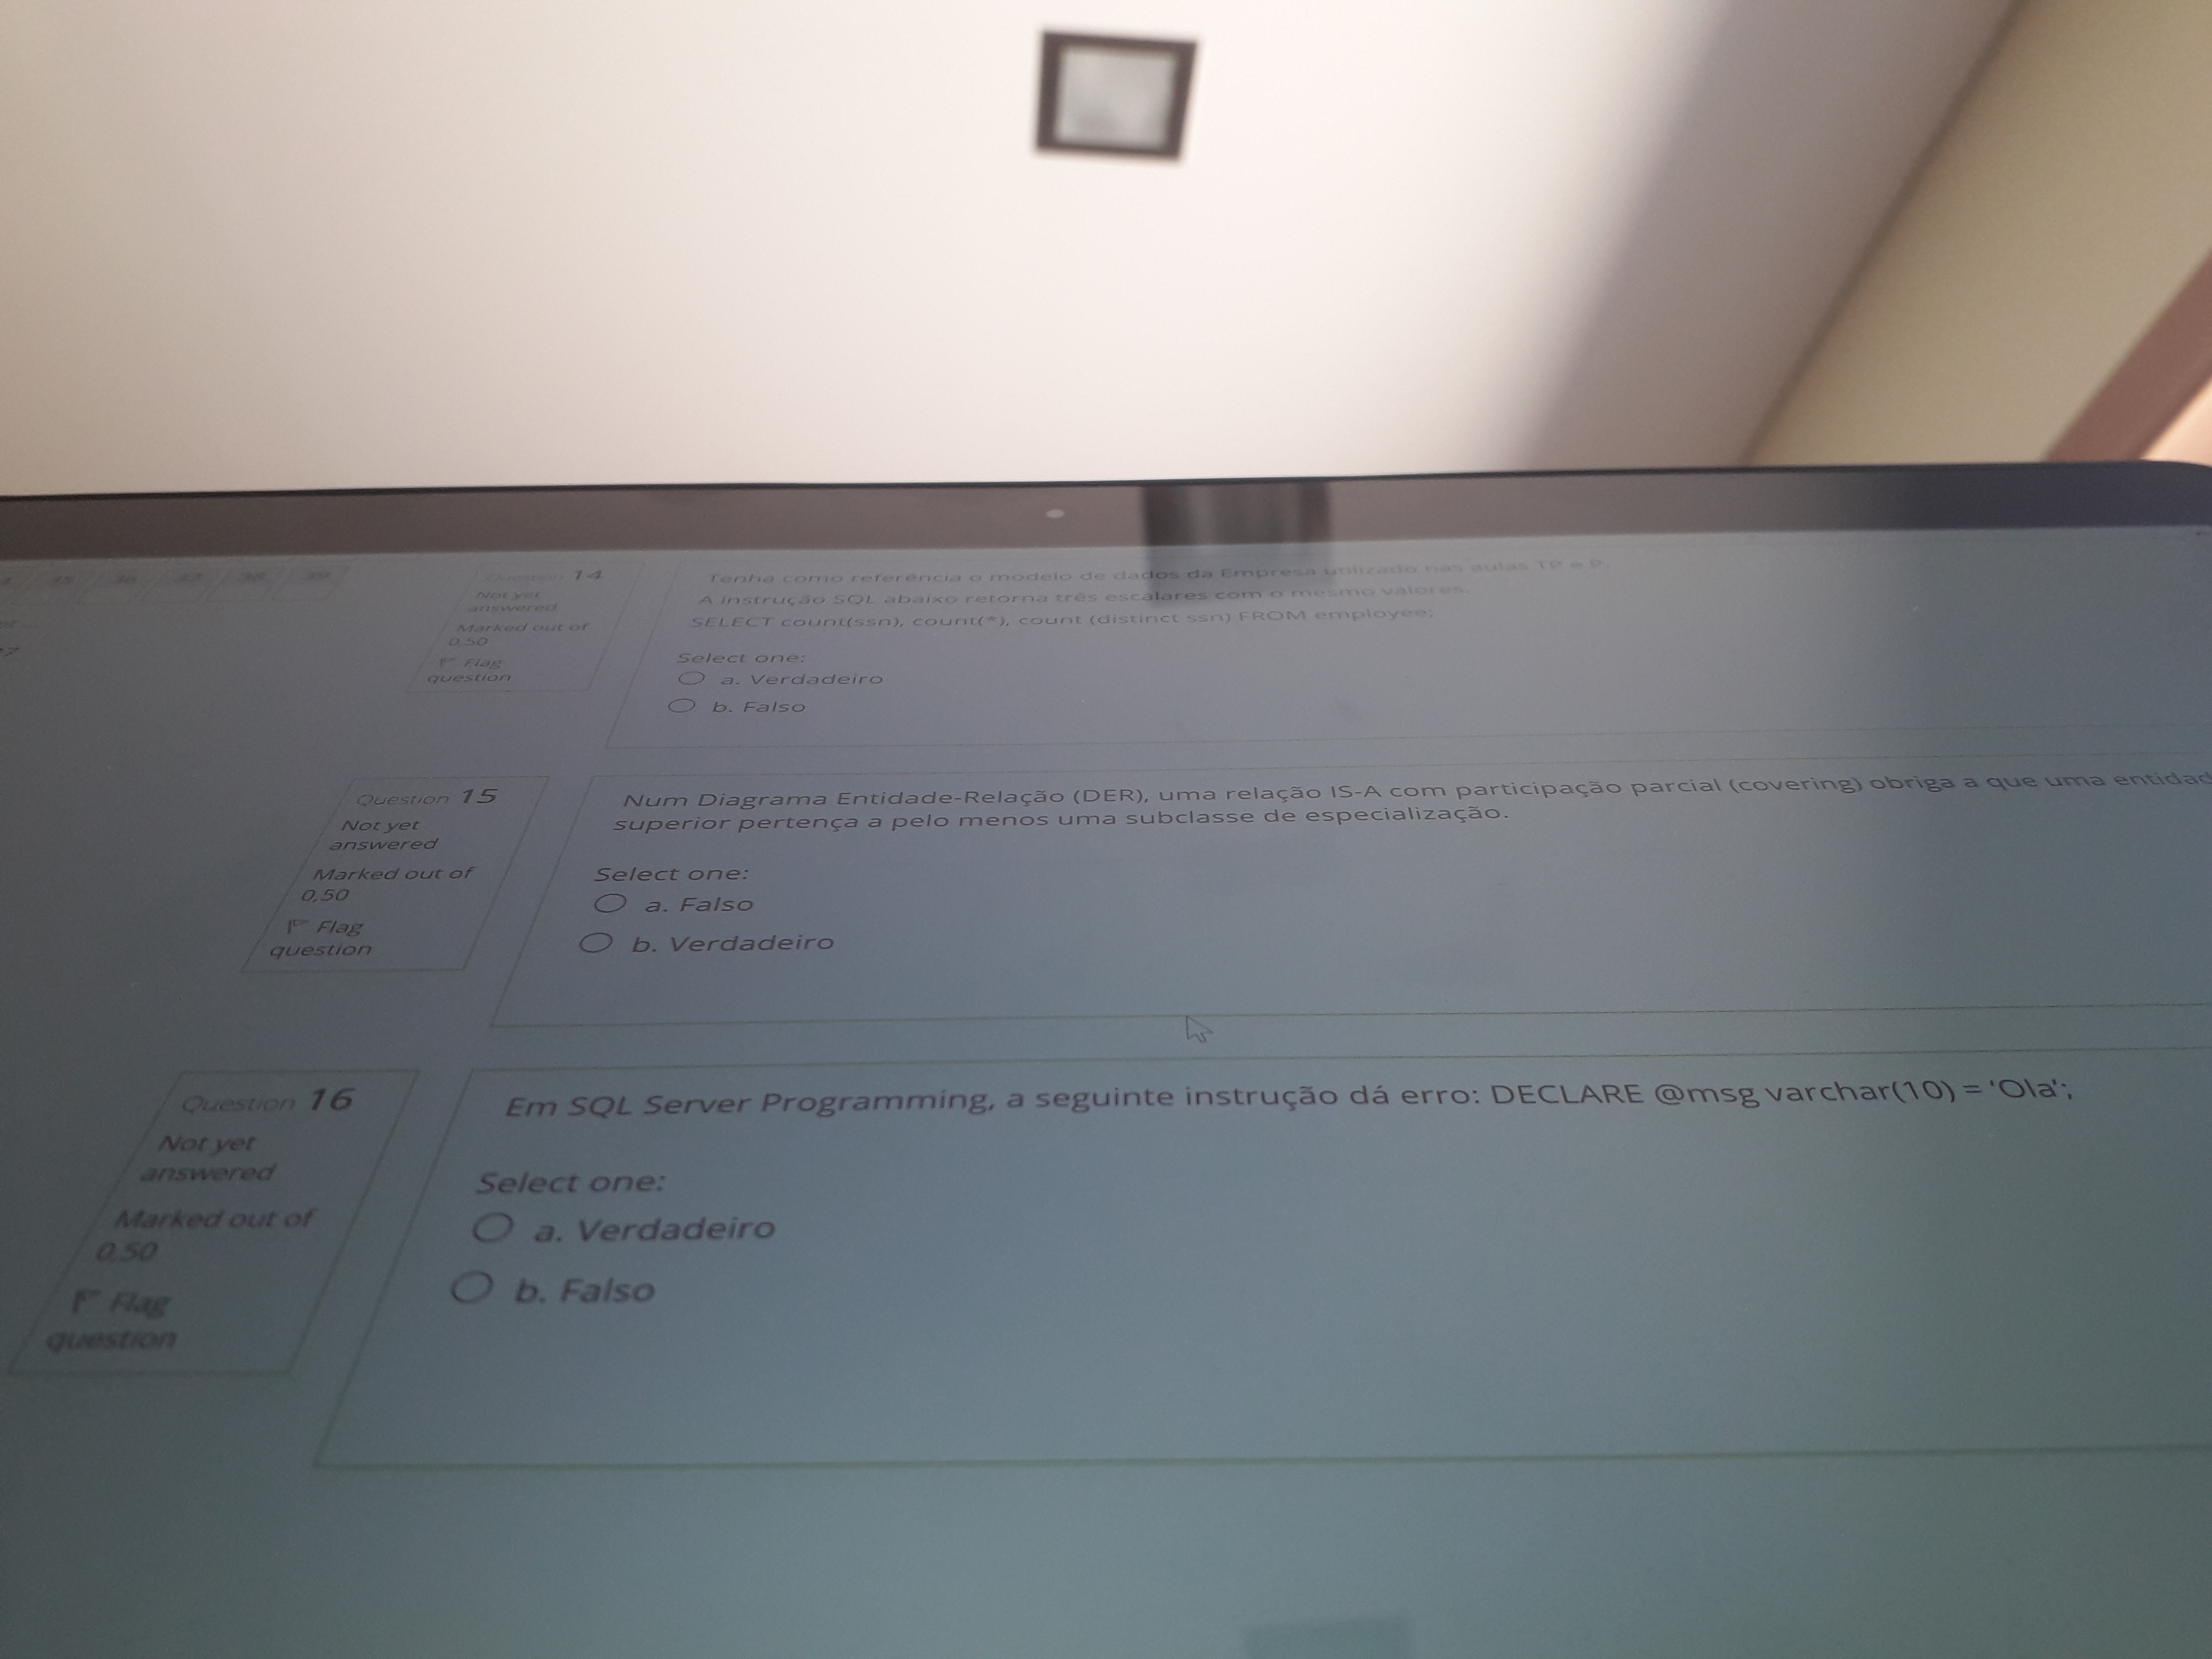 35 36 37 38 39
Question 14
Not yet
answered
Marked out of
0,50
Flag
question
Tenha como referência o modelo de dados da Empresa utilizado nas aulas TP e P.
A instrução SQL abaixo retorna três escalares com o mesmo valores.
SELECT count(ssn), count(*), count (distinct ssn) FROM employee;
Select one:
a. Verdadeiro
b. Falso
Question 15
Not yet
answered
Marked out of
0,50
Flag
question
Num Diagrama Entidade-Relação (DER), uma relação IS-A com participação parcial (covering) obriga a que uma entidad
superior pertença a pelo menos uma subclasse de especialização.
Select one:
a. Falso
b. Verdadeiro
Question 16
Not yet
answered
Marked out of
0,50
Flag
question
Em SQL Server Programming, a seguinte instrução dá erro: DECLARE @msg varchar(10) = 'Ola';
Select one:
a. Verdadeiro
b. Falso